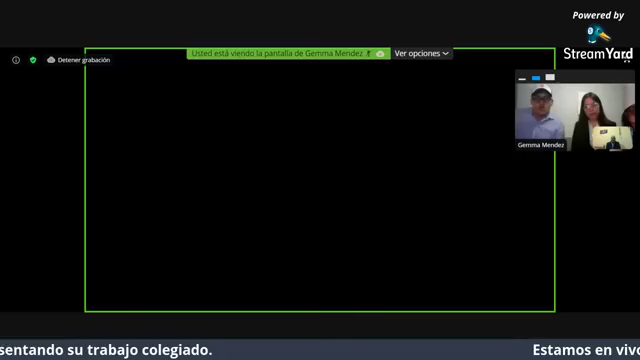 Powered by
StreamYard
Usted está viendo la pantalla de Gemma Mendez
Ver opciones
Detener grabación
Gemma Mendez
sentando su trabajo colegiado.
Estamos en vivo